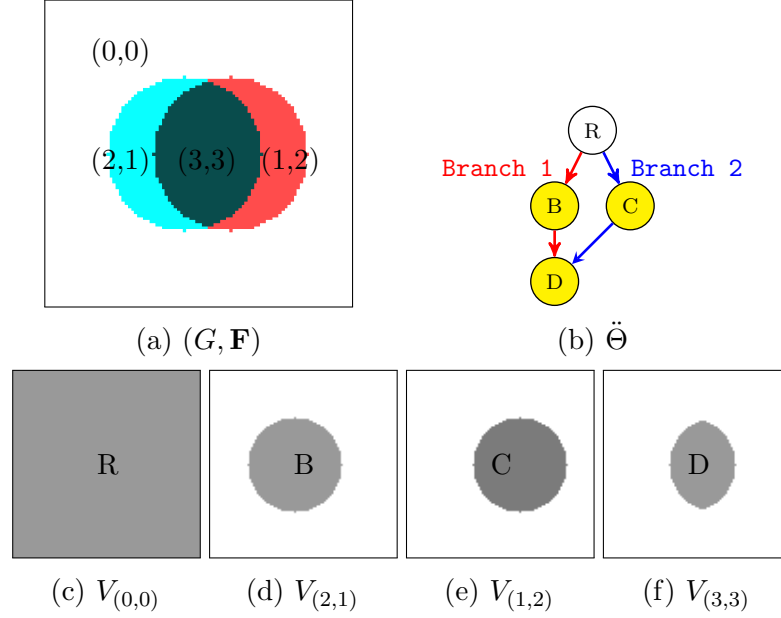 (0,0)
(2,1) (3,3) (1,2)
R
Branch 1 Branch 2
B C
D
(a) (G, F)
(b) Θ̈
R B C D
(c) V(0,0) (d) V(2,1) (e) V(1,2) (f) V(3,3)